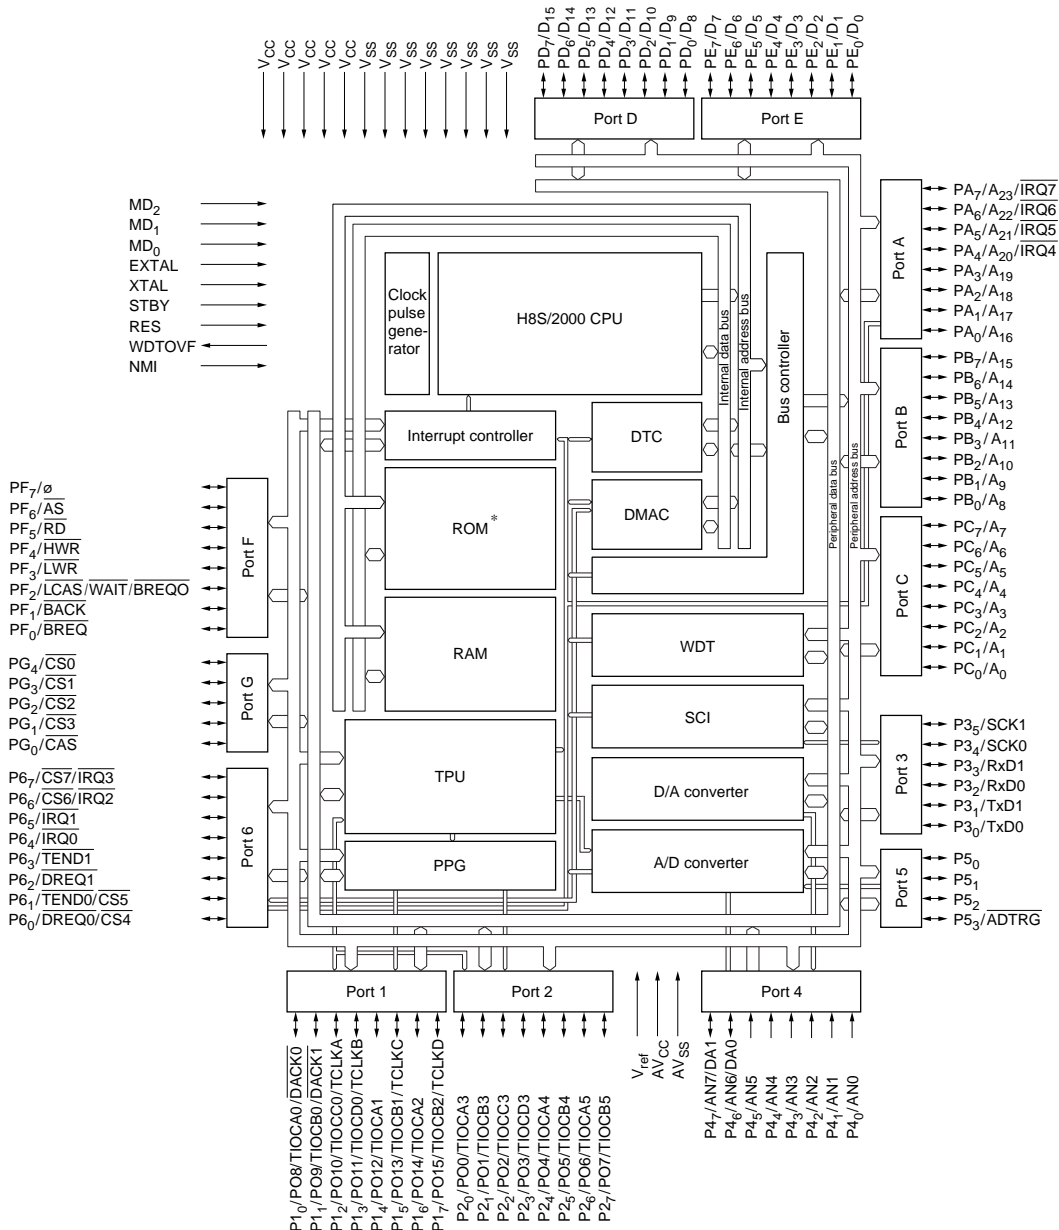 VCC
VCC
VCC
VCC
VCC
VSS
VSS
VSS
VSS
VSS
VSS
VSS
VSS
PD7/D15
PD6/D14
PD5/D13
PD4/D12
PD3/D11
PD2/D10
PD1/D9
PD0/D8
PE7/D7
PE6/D6
PE5/D5
PE4/D4
PE3/D3
PE2/D2
PE1/D1
PE0/D0
Port D
Port E
MD2
MD1
MD0
EXTAL
XTAL
STBY
RES
WDTOVF
NMI
Clock pulse gene- rator
H8S/2000 CPU
Internal data bus
Internal address bus
Bus controller
Peripheral data bus
Peripheral address bus
Interrupt controller
DTC
ROM*
DMAC
RAM
WDT
SCI
TPU
D/A converter
PPG
A/D converter
Port A
PA7/A23/IRQ7
PA6/A22/IRQ6
PA5/A21/IRQ5
PA4/A20/IRQ4
PA3/A19
PA2/A18
PA1/A17
PA0/A16
Port B
PB7/A15
PB6/A14
PB5/A13
PB4/A12
PB3/A11
PB2/A10
PB1/A9
PB0/A8
Port C
PC7/A7
PC6/A6
PC5/A5
PC4/A4
PC3/A3
PC2/A2
PC1/A1
PC0/A0
Port 3
P35/SCK1
P34/SCK0
P33/RxD1
P32/RxD0
P31/TxD1
P30/TxD0
Port 5
P50
P51
P52
P53/ADTRG
PF7/ø
PF6/AS
PF5/RD
PF4/HWR
PF3/LWR
PF2/LCAS/WAIT/BREQO
PF1/BACK
PF0/BREQ
Port F
PG4/CS0
PG3/CS1
PG2/CS2
PG1/CS3
PG0/CAS
Port G
P67/CS7/IRQ3
P66/CS6/IRQ2
P65/IRQ1
P64/IRQ0
P63/TEND1
P62/DREQ1
P61/TEND0/CS5
P60/DREQ0/CS4
Port 6
Port 1
Port 2
Port 4
P10/PO8/TIOCA0/DACK0
P11/PO9/TIOCB0/DACK1
P12/PO10/TIOCC0/TCLKA
P13/PO11/TIOCD0/TCLKB
P14/PO12/TIOCA1
P15/PO13/TIOCB1/TCLKC
P16/PO14/TIOCA2
P17/PO15/TIOCB2/TCLKD
P20/PO0/TIOCA3
P21/PO1/TIOCB3
P22/PO2/TIOCC3
P23/PO3/TIOCD3
P24/PO4/TIOCA4
P25/PO5/TIOCB4
P26/PO6/TIOCA5
P27/PO7/TIOCB5
Vref
AVCC
AVSS
P47/AN7/DA1
P46/AN6/DA0
P45/AN5
P44/AN4
P43/AN3
P42/AN2
P41/AN1
P40/AN0